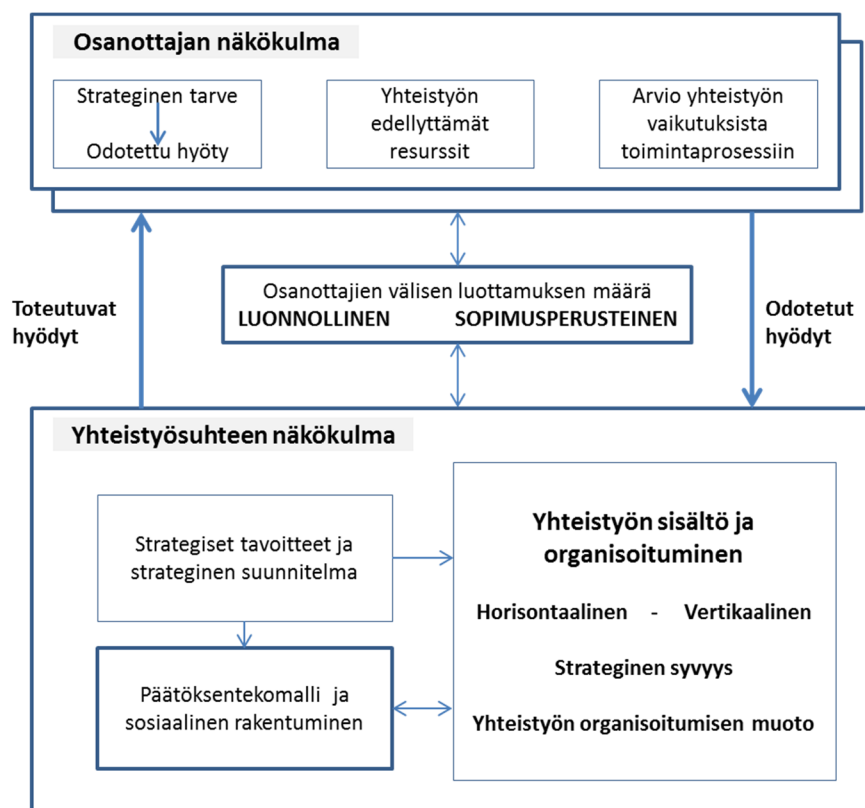 Osanottajan näkökulma
Strateginen tarve
Odotettu hyöty
Yhteistyön
edellyttämät
resurssit
Arvio yhteistyön
vaikutuksista
toimintaprosessiin
Toteutuvat
hyödyt
Osanottajien välisen luottamuksen määrä
LUONNOLLINEN SOPIMUSPERUSTEINEN
Odotetut
hyödyt
Yhteistyösuhteen näkökulma
Strategiset tavoitteet ja
strateginen suunnitelma
Päätöksentekomalli ja
sosiaalinen rakentuminen
Yhteistyön sisältö ja
organisoituminen
Horisontaalinen - Vertikaalinen
Strateginen syvyys
Yhteistyön organisoitumisen muoto